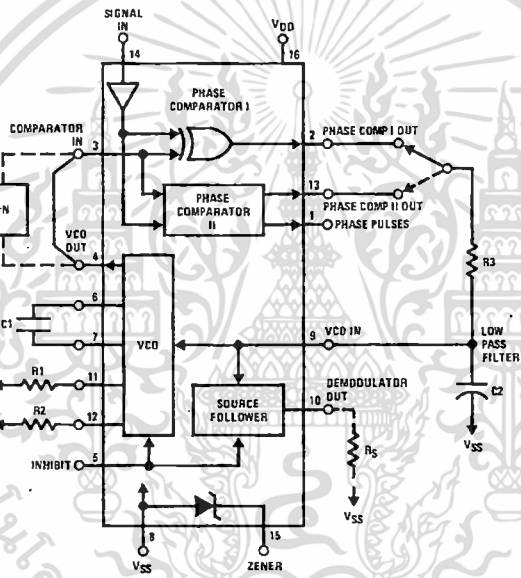 SIGNAL
IN
14
VDD
16
PHASE
COMPARATOR I
COMPARATOR
IN
3
2
PHASE COMP I OUT
PHASE
COMPARATOR
II
13
PHASE COMP II OUT
1
PHASE PULSES
N
VCO
OUT
4
R3
6
C1
7
VCO
9
VCO IN
LOW
PASS
FILTER
R1
11
R2
12
SOURCE
FOLLOWER
10
DEMODULATOR
OUT
C2
VSS
INHIBIT
5
RS
VSS
8
15
VSS
ZENER